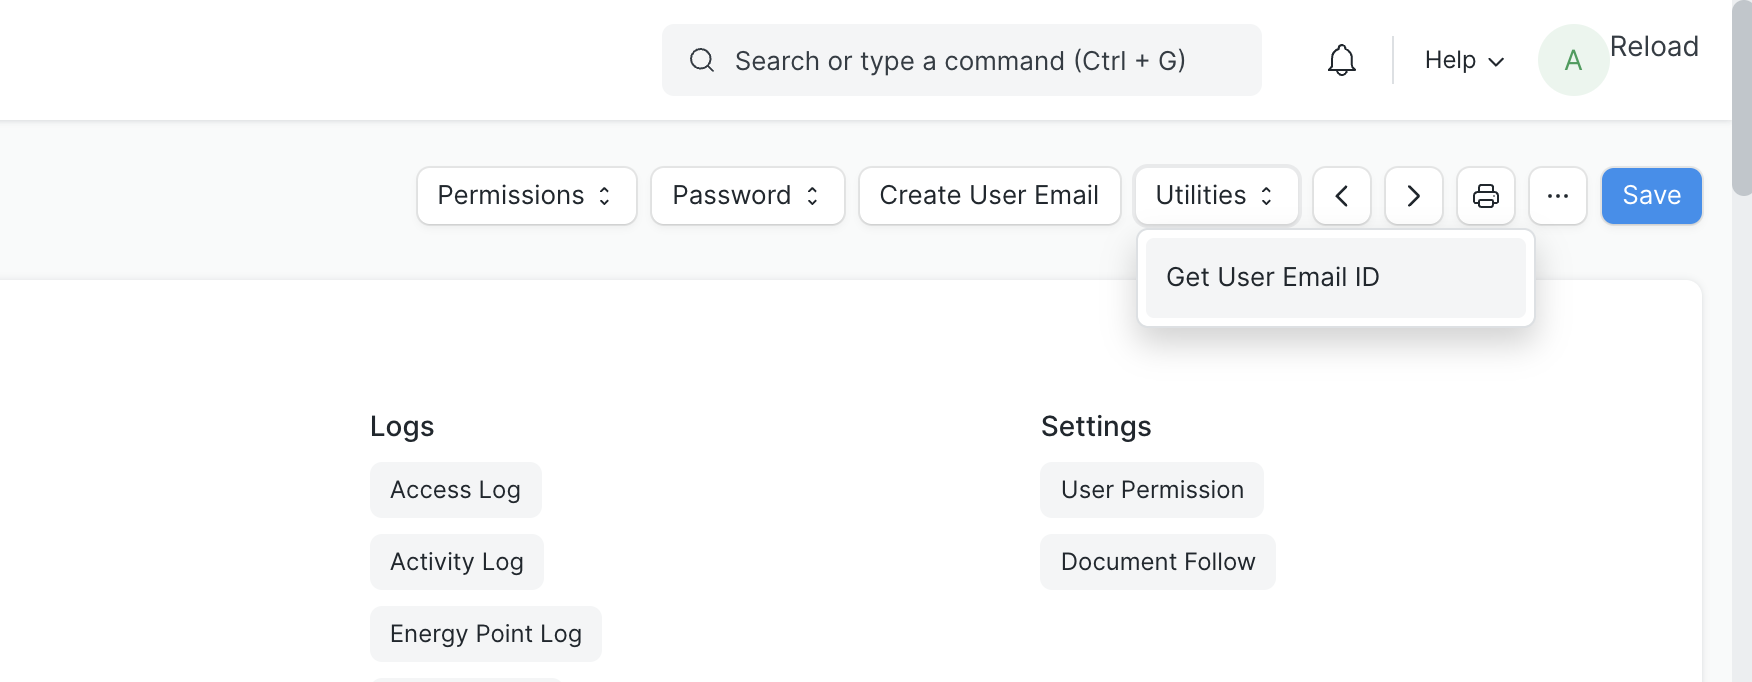 Search or type a command (Ctrl + G)
Help
A
Reload
Permissions
Password
Create User Email
Utilities
Save
Get User Email ID
Logs
Settings
Access Log
User Permission
Activity Log
Document Follow
Energy Point Log